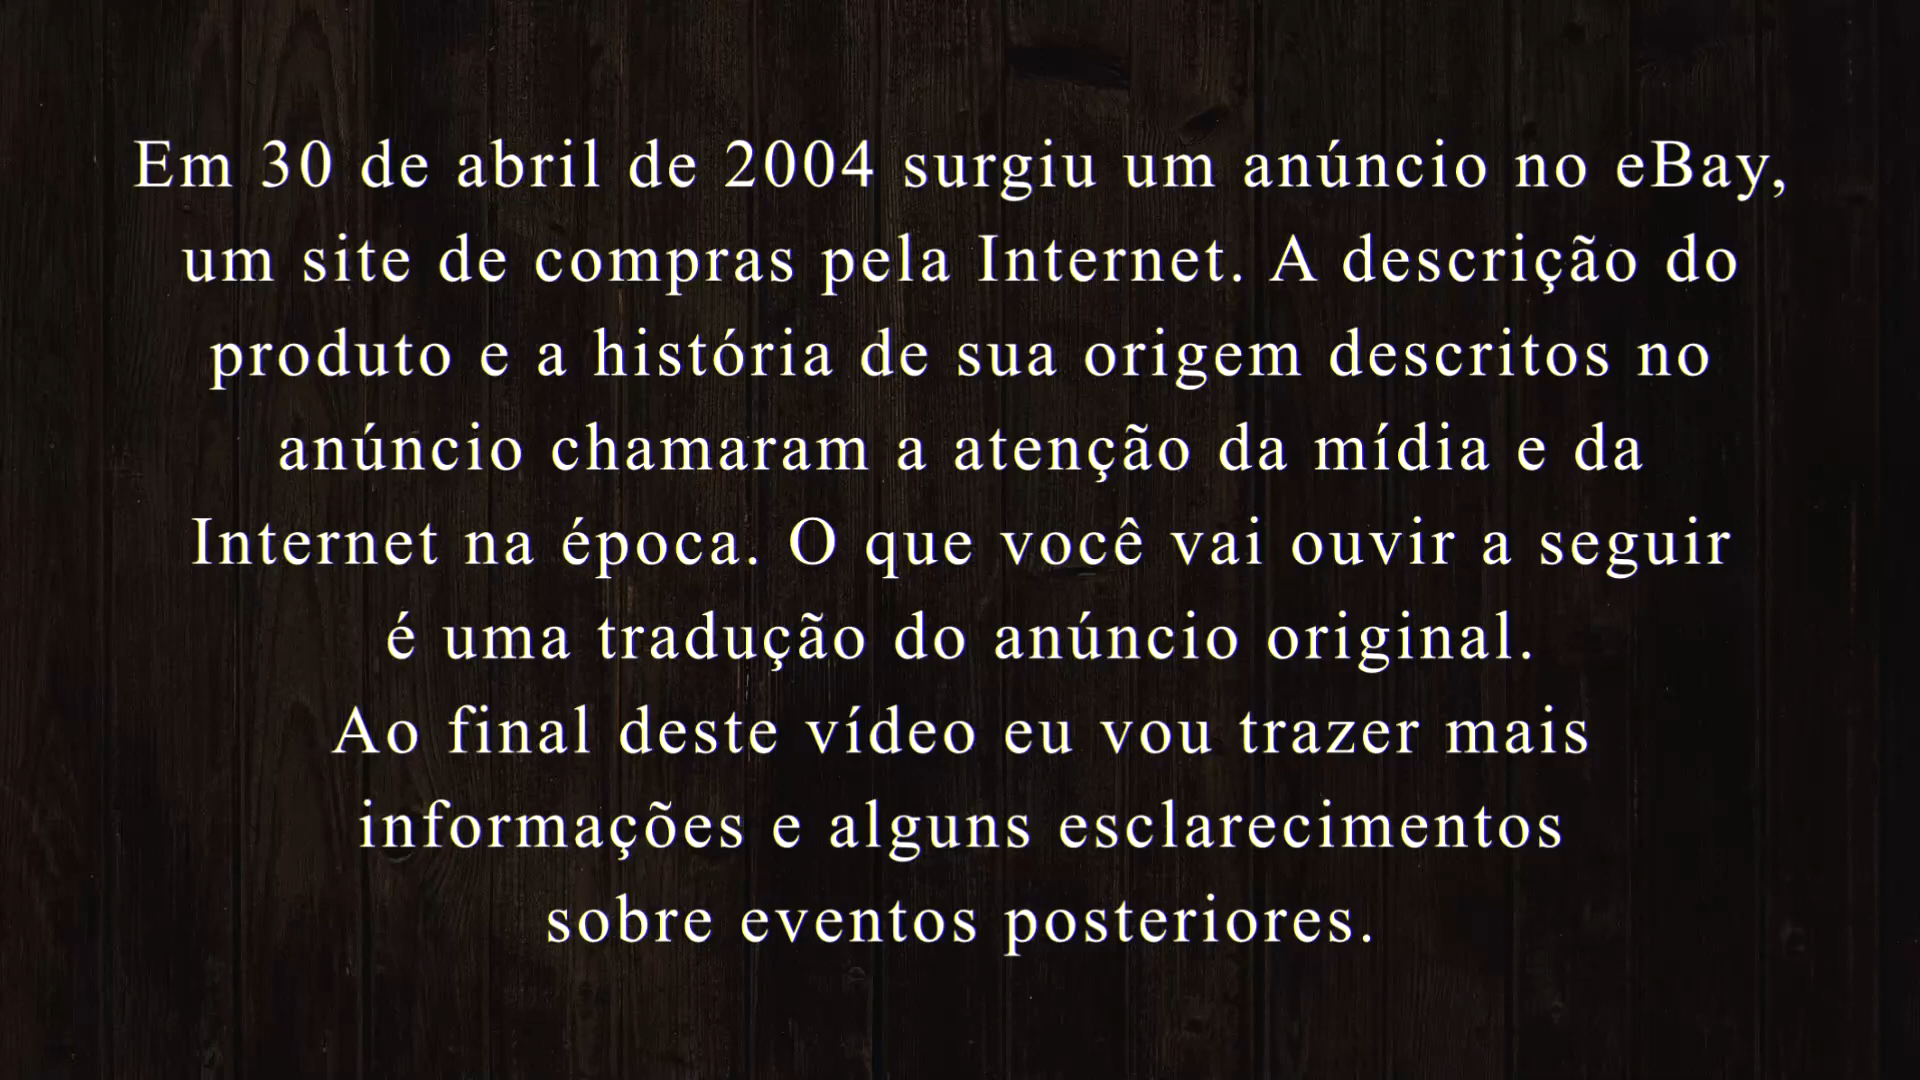 Em 30 de abril de 2004 surgiu um anúncio no eBay,
um site de compras pela Internet. A descrição do
produto e a história de sua origem descritos no
anúncio chamaram a atenção da mídia e da
Internet na época. O que você vai ouvir a seguir
é uma tradução do anúncio original.
Ao final deste vídeo eu vou trazer mais
informações e alguns esclarecimentos
sobre eventos posteriores.